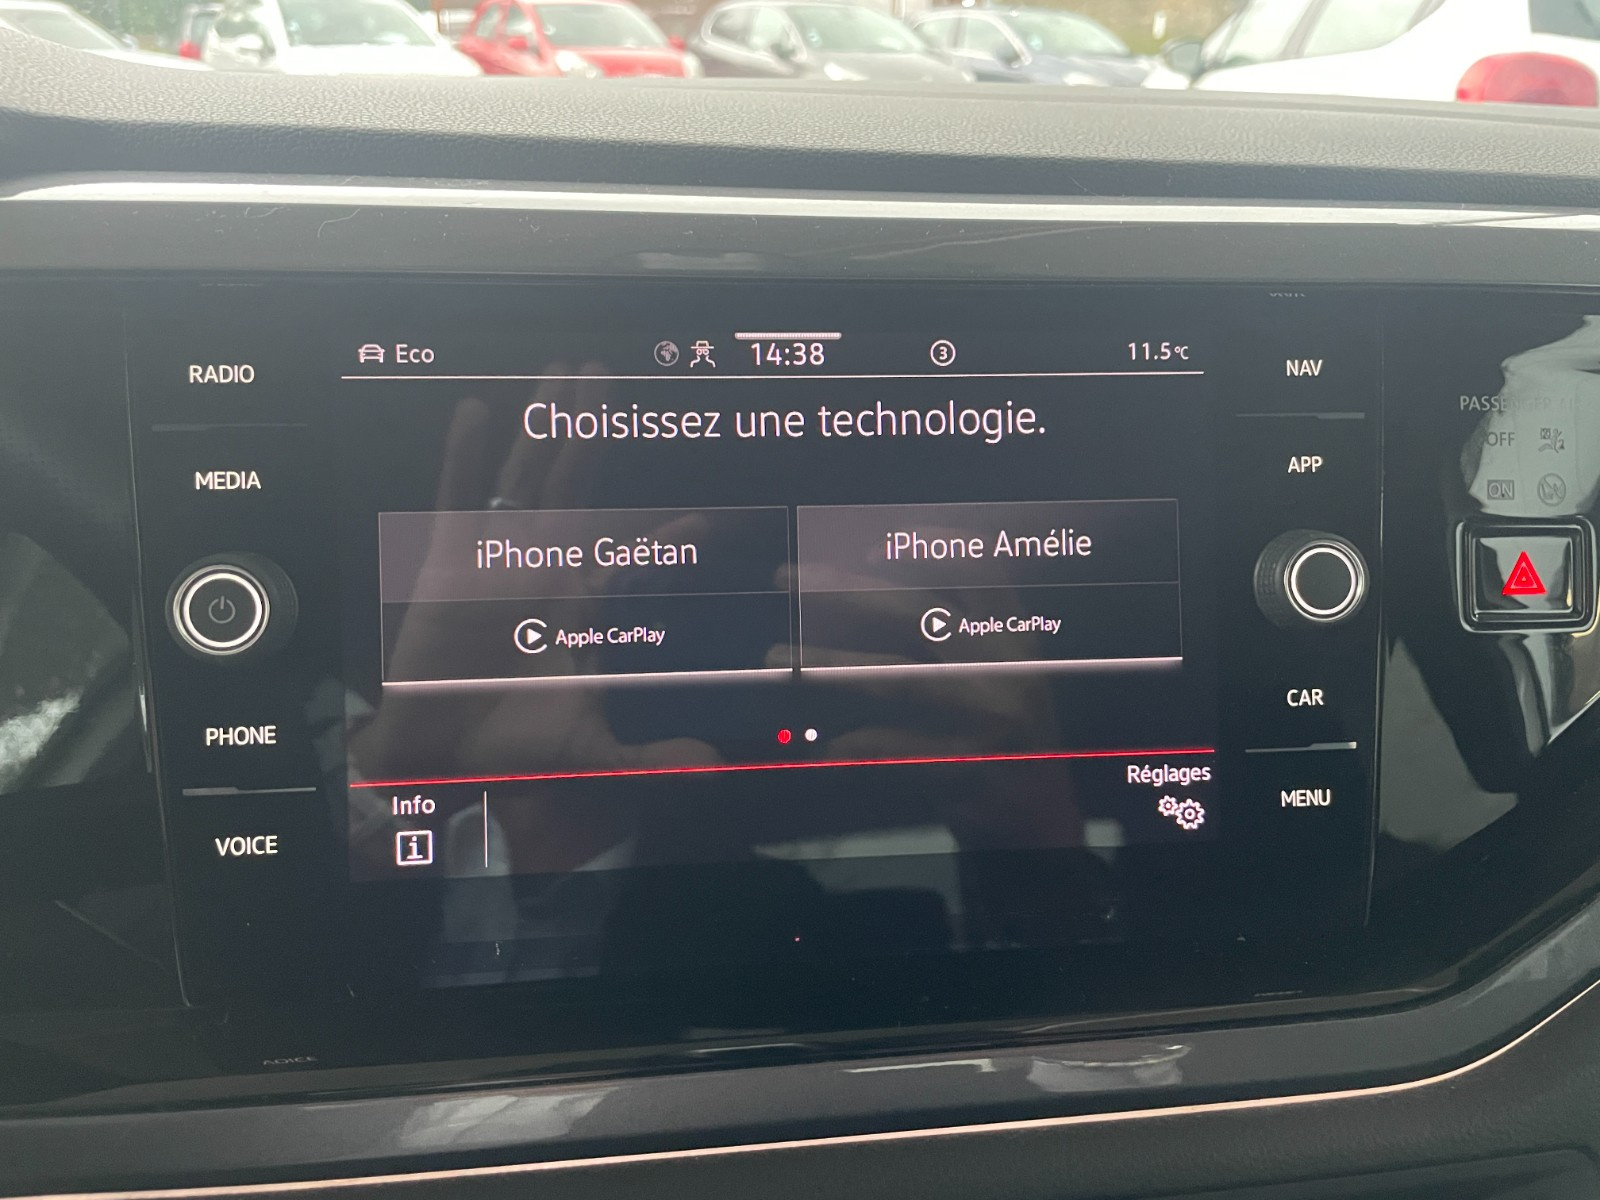 Eco
14:38
3
11.5°C
RADIO
MEDIA
PHONE
VOICE
Choisissez une technologie.
iPhone Gaëtan
Apple CarPlay
iPhone Amélie
Apple CarPlay
Info
i
Réglages
NAV
APP
CAR
MENU
PASSENGER
OFF
ON